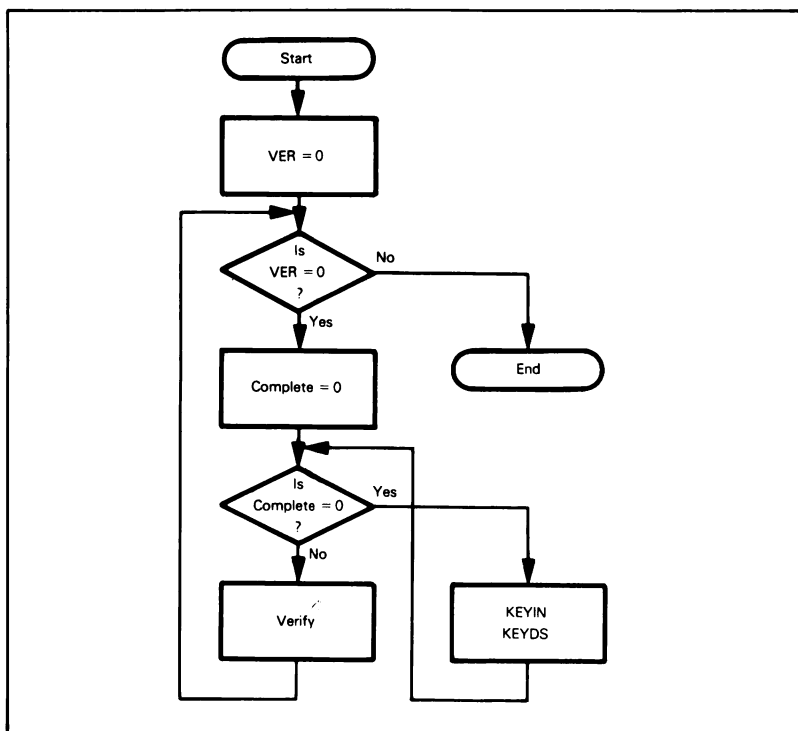 Start
VER = 0
Is
VER = 0
?
No
Yes
End
Complete = 0
Is
Complete = 0
?
Yes
No
Verify
KEYIN
KEYDS